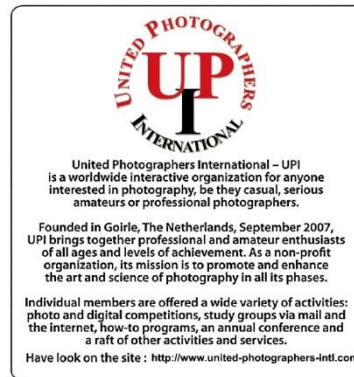 UNITED PHOTOGRAPHERS
UPI
INTERNATIONAL
United Photographers International – UPI
is a worldwide interactive organization for anyone
interested in photography, be they casual, serious
amateurs or professional photographers.
Founded in Goirle, The Netherlands, September 2007,
UPI brings together professional and amateur enthusiasts
of all ages and levels of achievement. As a non-profit
organization, its mission is to promote and enhance
the art and science of photography in all its phases.
Individual members are offered a wide variety of activities:
photo and digital competitions, study groups via mail and
the internet, how-to programs, an annual conference and
a raft of other activities and services.
Have look on the site : http://www.united-photographers-intl.com